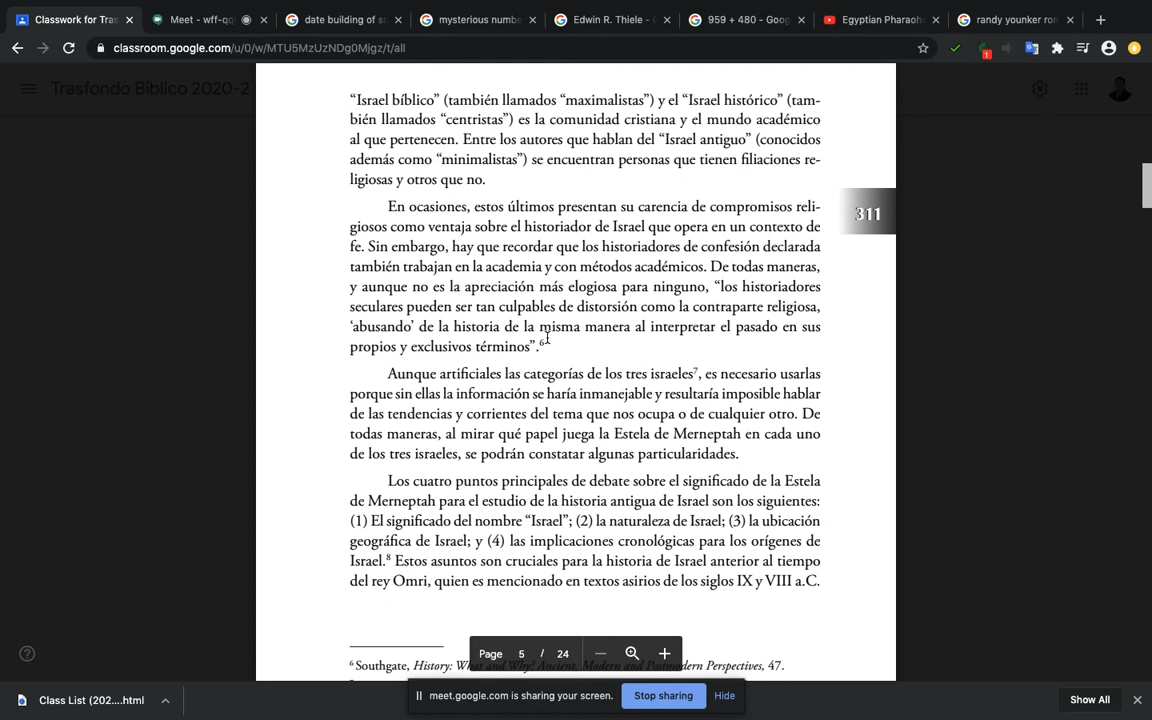 Classwork for Tras
Meet - wff-qq
date building of so
mysterious numbe
Edwin R. Thiele - 
959 + 480 - Goog
Egyptian Pharaoh
randy younker ron
classroom.google.com/u/0/w/MTU5MzUzNDg0Mjgz/t/all
Trasfondo Bíblico 2020-2
“Israel bíblico” (también llamados “maximalistas”) y el “Israel histórico” (tam-
bién llamados “centristas”) es la comunidad cristiana y el mundo académico
al que pertenecen. Entre los autores que hablan del “Israel antiguo” (conocidos
además como “minimalistas”) se encuentran personas que tienen filiaciones re-
ligiosas y otros que no.
En ocasiones, estos últimos presentan su carencia de compromisos reli-
giosos como ventaja sobre el historiador de Israel que opera en un contexto de
fe. Sin embargo, hay que recordar que los historiadores de confesión declarada
también trabajan en la academia y con métodos académicos. De todas maneras,
y aunque no es la apreciación más elogiosa para ninguno, “los historiadores
seculares pueden ser tan culpables de distorsión como la contraparte religiosa,
‘abusando’ de la historia de la misma manera al interpretar el pasado en sus
propios y exclusivos términos”.6
311
Aunque artificiales las categorías de los tres israeles7, es necesario usarlas
porque sin ellas la información se haría inmanejable y resultaría imposible hablar
de las tendencias y corrientes del tema que nos ocupa o de cualquier otro. De
todas maneras, al mirar qué papel juega la Estela de Merneptah en cada uno
de los tres israeles, se podrán constatar algunas particularidades.
Los cuatro puntos principales de debate sobre el significado de la Estela
de Merneptah para el estudio de la historia antigua de Israel son los siguientes:
(1) El significado del nombre “Israel”; (2) la naturaleza de Israel; (3) la ubicación
geográfica de Israel; y (4) las implicaciones cronológicas para los orígenes de
Israel.8 Estos asuntos son cruciales para la historia de Israel anterior al tiempo
del rey Omri, quien es mencionado en textos asirios de los siglos IX y VIII a.C.
6 Southgate, History: What and Why? Ancient, Modern and Postmodern Perspectives, 47.
Page 5 / 24
meet.google.com is sharing your screen. Stop sharing Hide
Class List (202....html
Show All